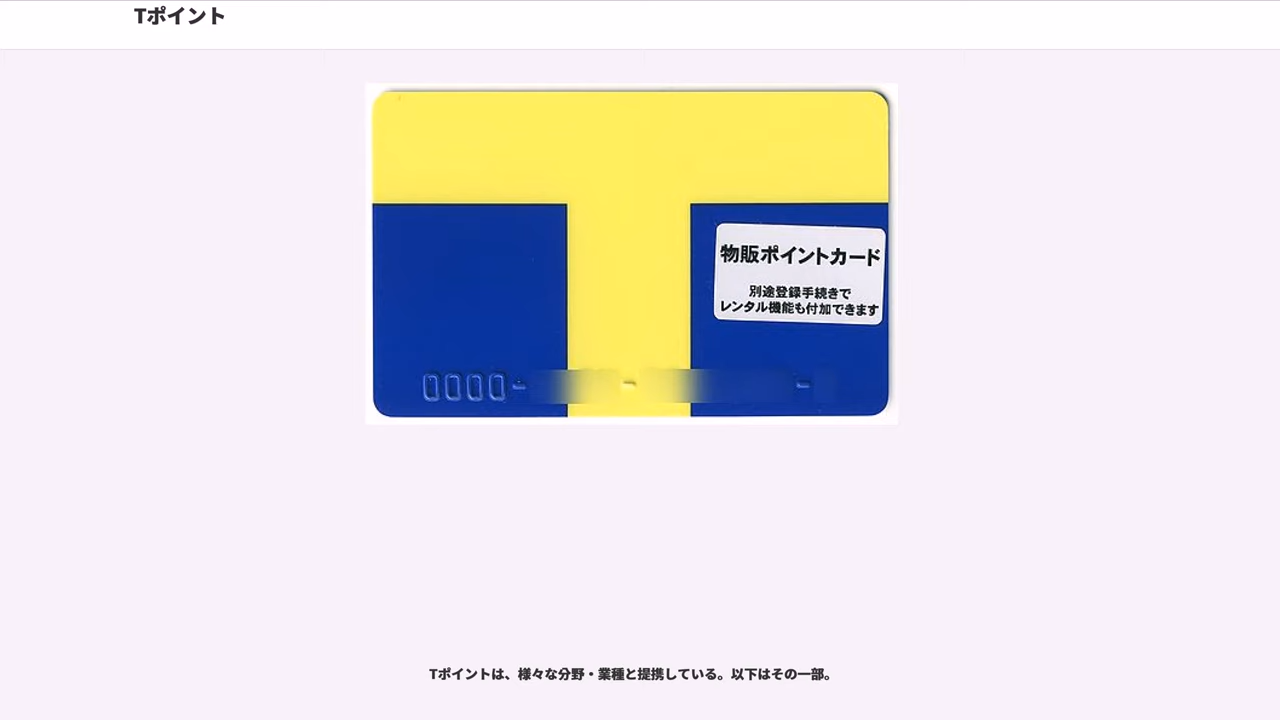 Tポイント
物販ポイントカード
別途登録手続きで
レンタル機能も付加できます
0000-
Tポイントは、様々な分野・業種と提携している。以下はその一部。